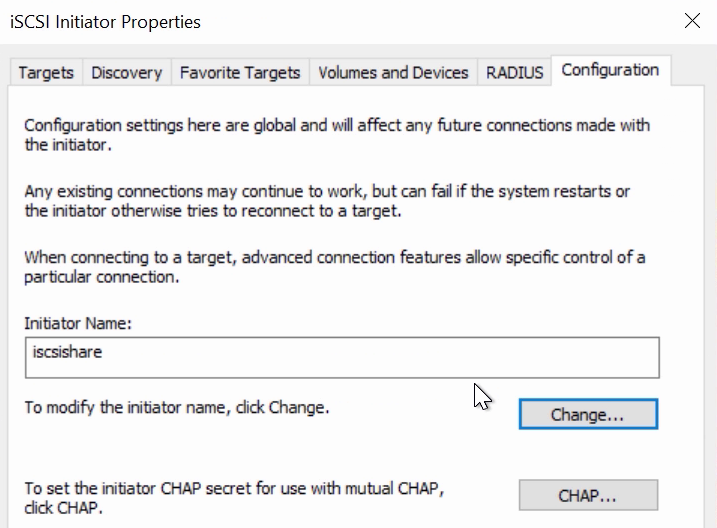 iSCSI Initiator Properties
Targets Discovery Favorite Targets Volumes and Devices RADIUS Configuration
Configuration settings here are global and will affect any future connections made with
the initiator.
Any existing connections may continue to work, but can fail if the system restarts or
the initiator otherwise tries to reconnect to a target.
When connecting to a target, advanced connection features allow specific control of a
particular connection.
Initiator Name:
iscsishare
To modify the initiator name, click Change.
Change...
To set the initiator CHAP secret for use with mutual CHAP,
click CHAP.
CHAP...